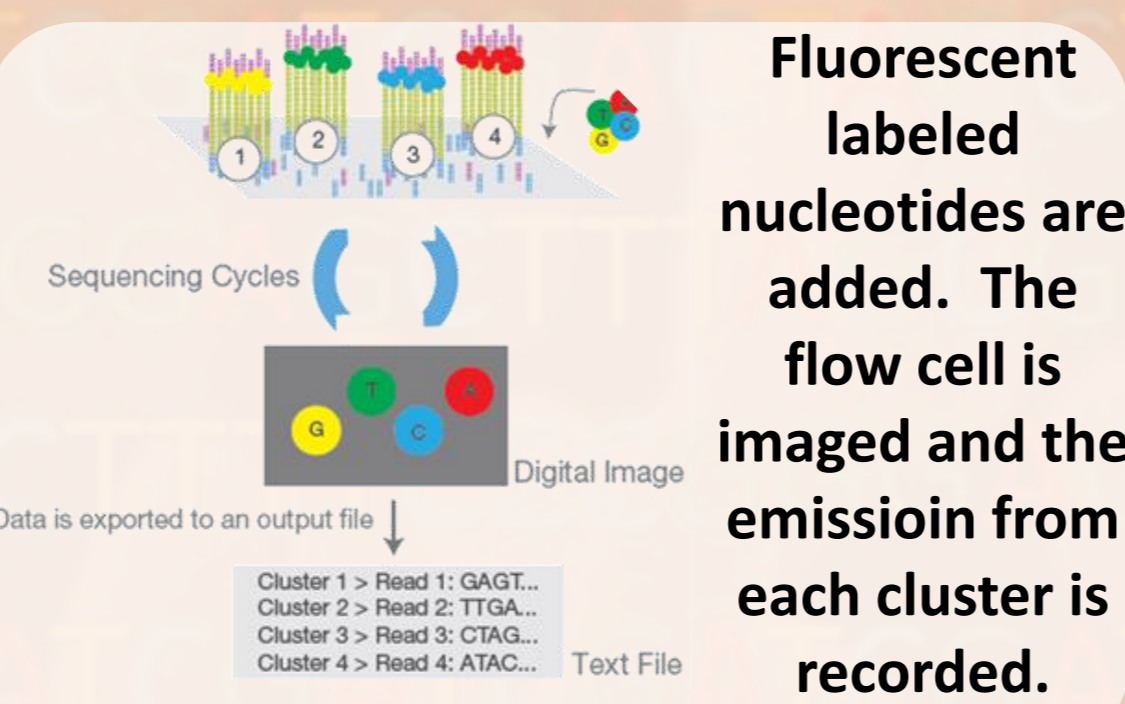 1
2
3
4
T
A
C
G
Sequencing Cycles
G
T
C
A
Digital Image
Data is exported to an output file
Cluster 1 > Read 1: GAGT...
Cluster 2 > Read 2: TTGA...
Cluster 3 > Read 3: CTAG...
Cluster 4 > Read 4: ATAC...
Text File
Fluorescent
labeled
nucleotides are
added. The
flow cell is
imaged and the
emissioin from
each cluster is
recorded.